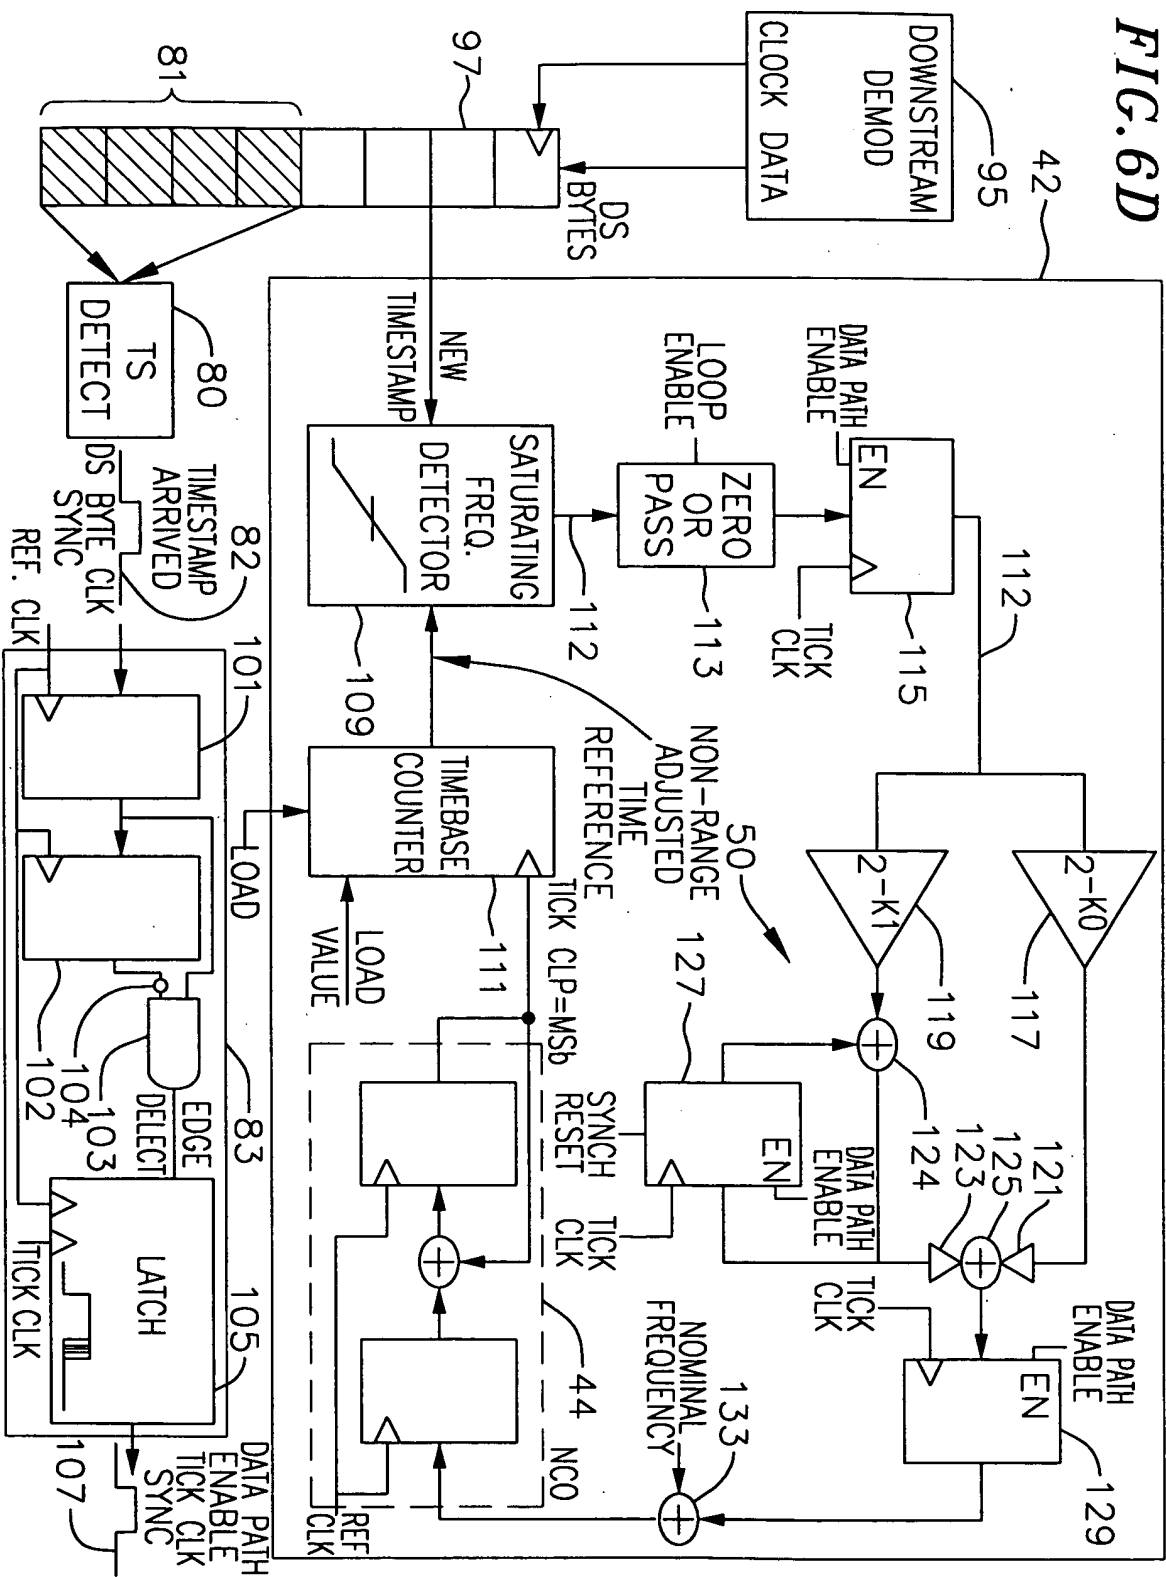 FIG. 6D
DOWNSTREAM
DEMOD
CLOCK DATA
95
42
97
DS
BYTES
81
TS
DETECT
80
NEW
TIMESTAMP
SATURATING
FREQ.
DETECTOR
109
112
LOOP
ENABLE
ZERO
OR
PASS
113
DATA PATH
ENABLE
EN
TICK
CLK
115
112
2-K0
117
2-K1
119
124
123
125
121
50
NON-RANGE
ADJUSTED
TIME
REFERENCE
TIMEBASE
COUNTER
111
LOAD
LOAD
VALUE
TICK CLP=MSb
127
EN
DATA PATH
ENABLE
SYNCH
RESET
TICK
CLK
TICK
CLK
DATA PATH
ENABLE
EN
129
NOMINAL
FREQUENCY
133
44
NCO
REF
CLK
TIMESTAMP
ARRIVED
DS BYTE CLK
SYNC
82
REF. CLK
101
102
104
103
83
EDGE
DELECT
LATCH
105
TICK CLK
DATA PATH
ENABLE
TICK CLK
SYNC
107